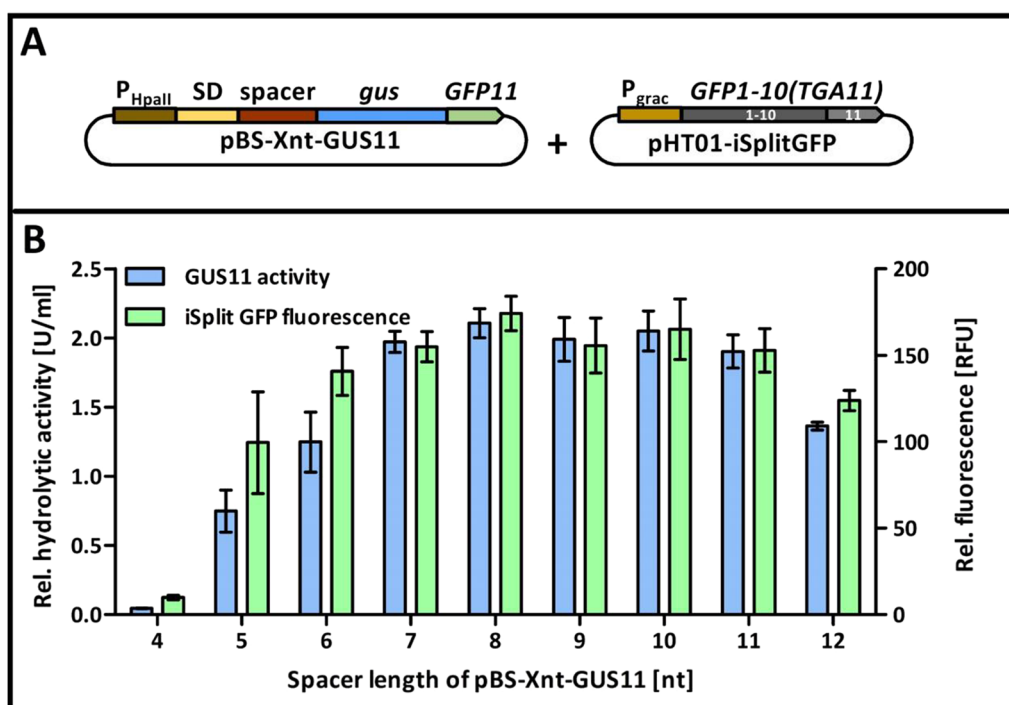 A
P_HpaII SD spacer gus GFP11
pBS-Xnt-GUS11
+
P_grac GFP1-10(TGA11)
1-10 11
pHT01-iSplitGFP
B
GUS11 activity
iSplit GFP fluorescence
Rel. hydrolytic activity [U/ml]
2.5
2.0
1.5
1.0
0.5
0.0
Rel. fluorescence [RFU]
200
150
100
50
0
4 5 6 7 8 9 10 11 12
Spacer length of pBS-Xnt-GUS11 [nt]